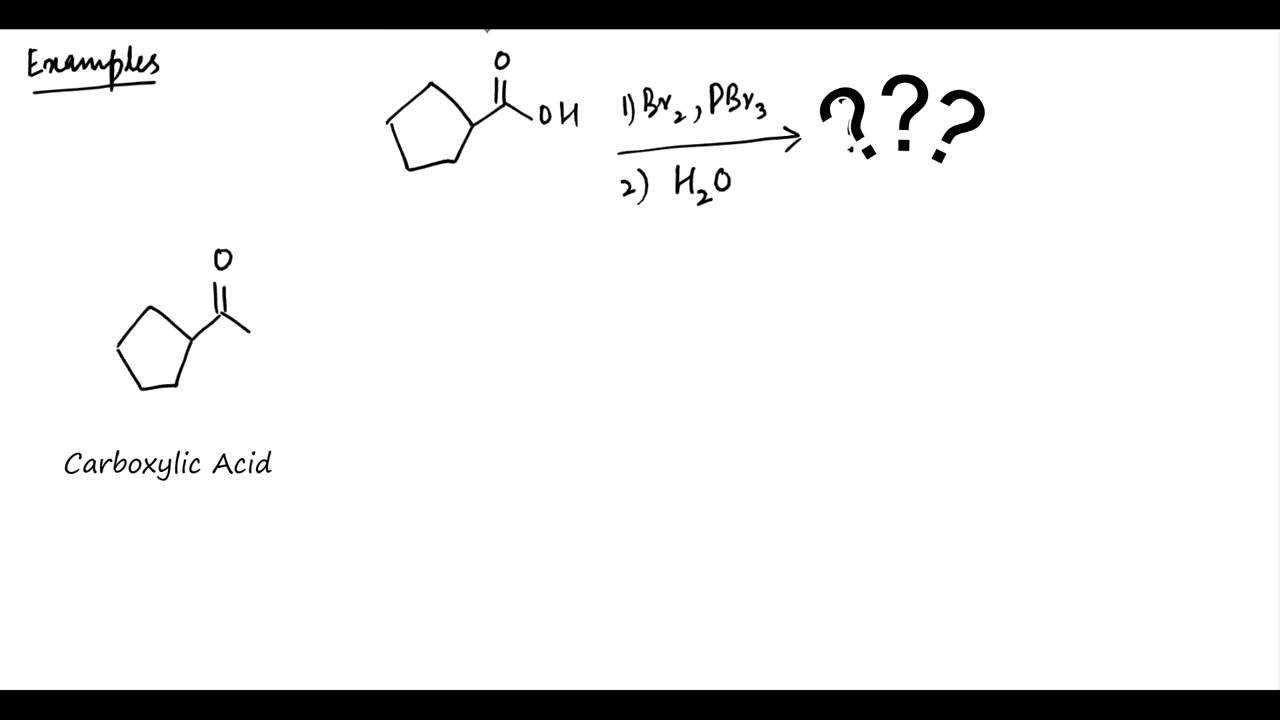 Examples
O
OH
1) Br2, PBr3
???
2) H2O
O
Carboxylic Acid